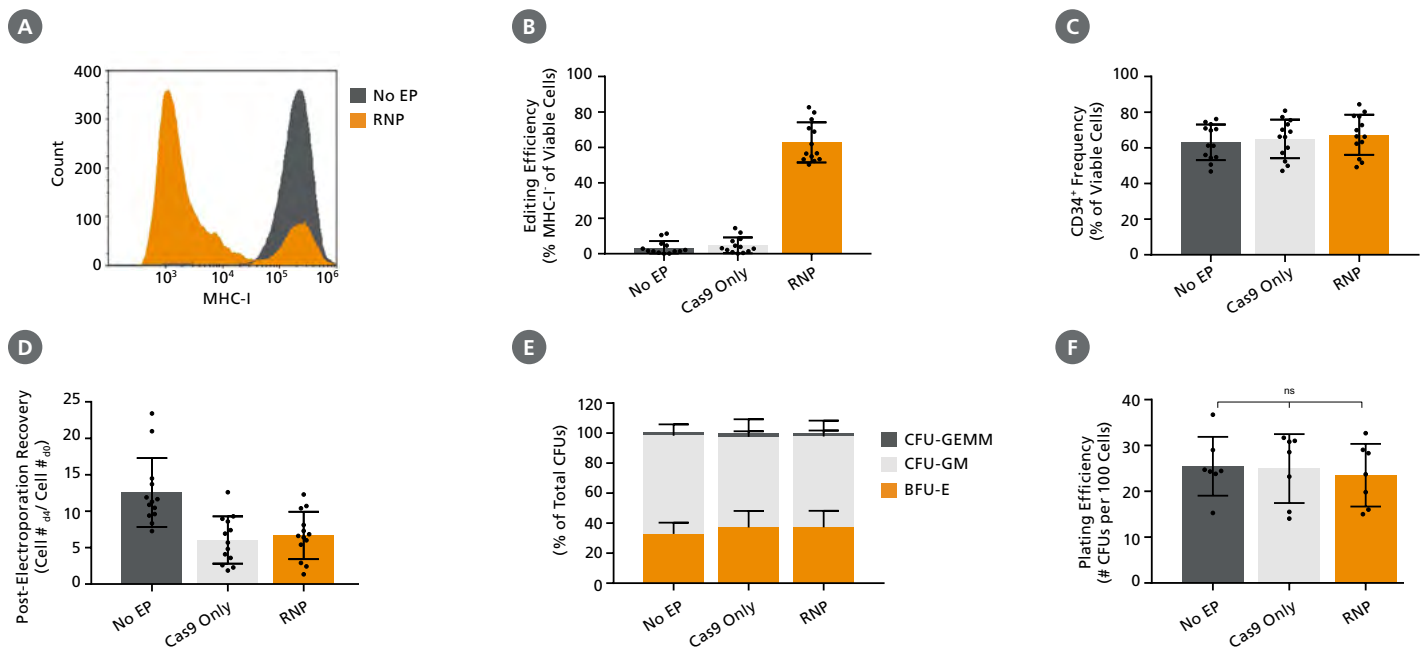 A
400
300
200
100
0
Count
10³ 10⁴ 10⁵ 10⁶
MHC-I
No EP
RNP
B
100
80
60
40
20
0
Editing Efficiency
(% MHC-I⁻ of Viable Cells)
No EP
Cas9 Only
RNP
C
100
80
60
40
20
0
CD34⁺ Frequency
(% of Viable Cells)
No EP
Cas9 Only
RNP
D
25
20
15
10
5
0
Post-Electroporation Recovery
(Cell # d4/ Cell # d0)
No EP
Cas9 Only
RNP
E
120
100
80
60
40
20
0
(% of Total CFUs)
No EP
Cas9 Only
RNP
CFU-GEMM
CFU-GM
BFU-E
F
40
30
20
10
0
Plating Efficiency
(# CFUs per 100 Cells)
ns
No EP
Cas9 Only
RNP